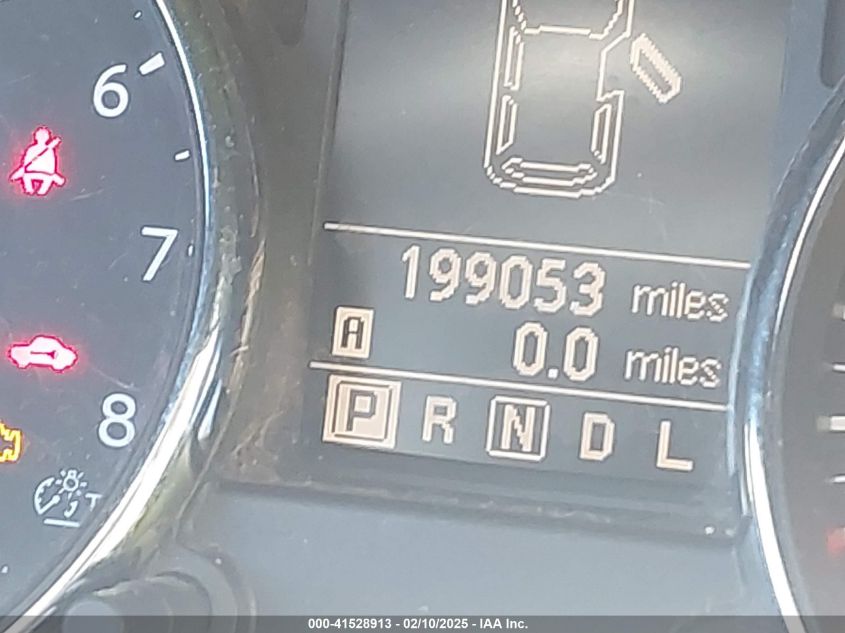 6
7
8
199053 miles
A 0.0 miles
P R N D L
000-41528913 - 02/10/2025 - IAA Inc.